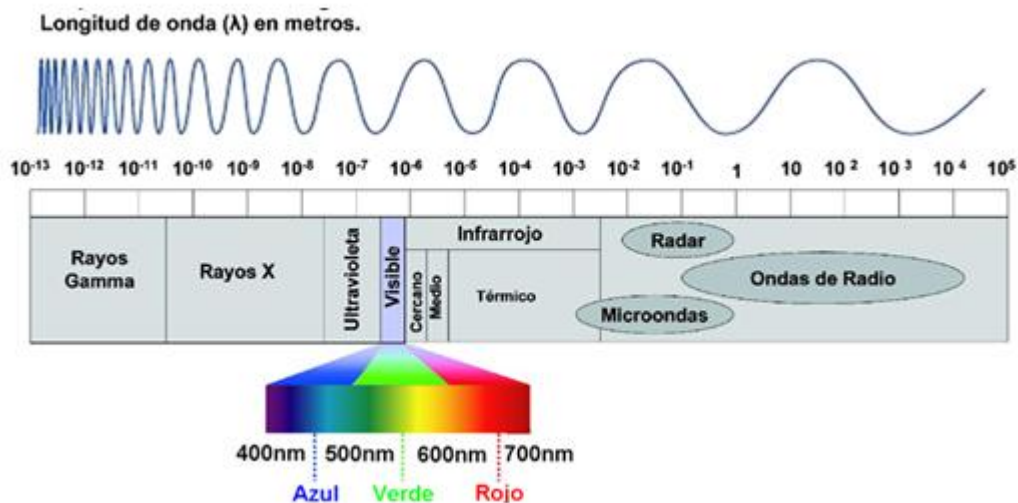 Longitud de onda (λ) en metros.
10-13 10-12 10-11 10-10 10-9 10-8 10-7 10-6 10-5 10-4 10-3 10-2 10-1 1 10 10 2 10 3 10 4 105
Rayos
Gamma
Rayos X
Ultravioleta
Visible
Infrarrojo
Cercano
Medio
Térmico
Radar
Ondas de Radio
Microondas
400nm 500nm 600nm 700nm
Azul Verde Rojo